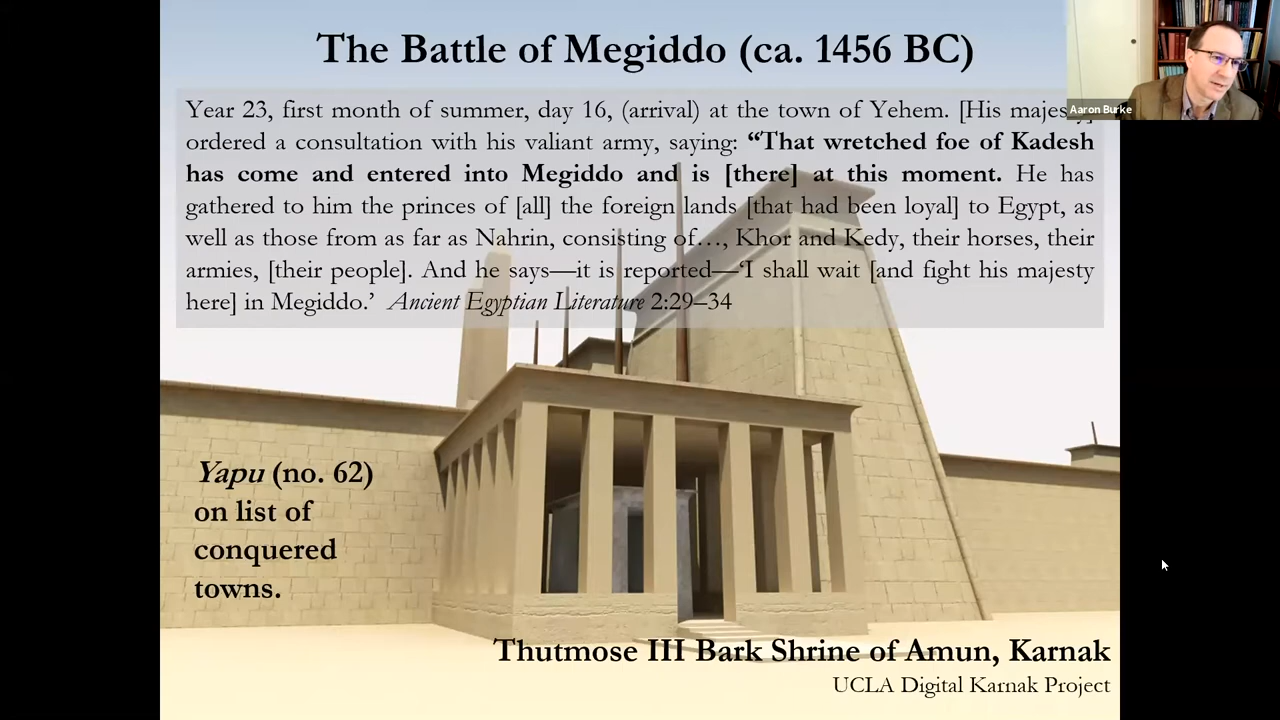 The Battle of Megiddo (ca. 1456 BC)
Aaron Burke
Year 23, first month of summer, day 16, (arrival) at the town of Yehem. [His majesty]
ordered a consultation with his valiant army, saying: “That wretched foe of Kadesh
has come and entered into Megiddo and is [there] at this moment. He has
gathered to him the princes of [all] the foreign lands [that had been loyal] to Egypt, as
well as those from as far as Nahrin, consisting of…, Khor and Kedy, their horses, their
armies, [their people]. And he says—it is reported—‘I shall wait [and fight his majesty
here] in Megiddo.’ Ancient Egyptian Literature 2:29–34
Yapu (no. 62)
on list of
conquered
towns.
Thutmose III Bark Shrine of Amun, Karnak
UCLA Digital Karnak Project